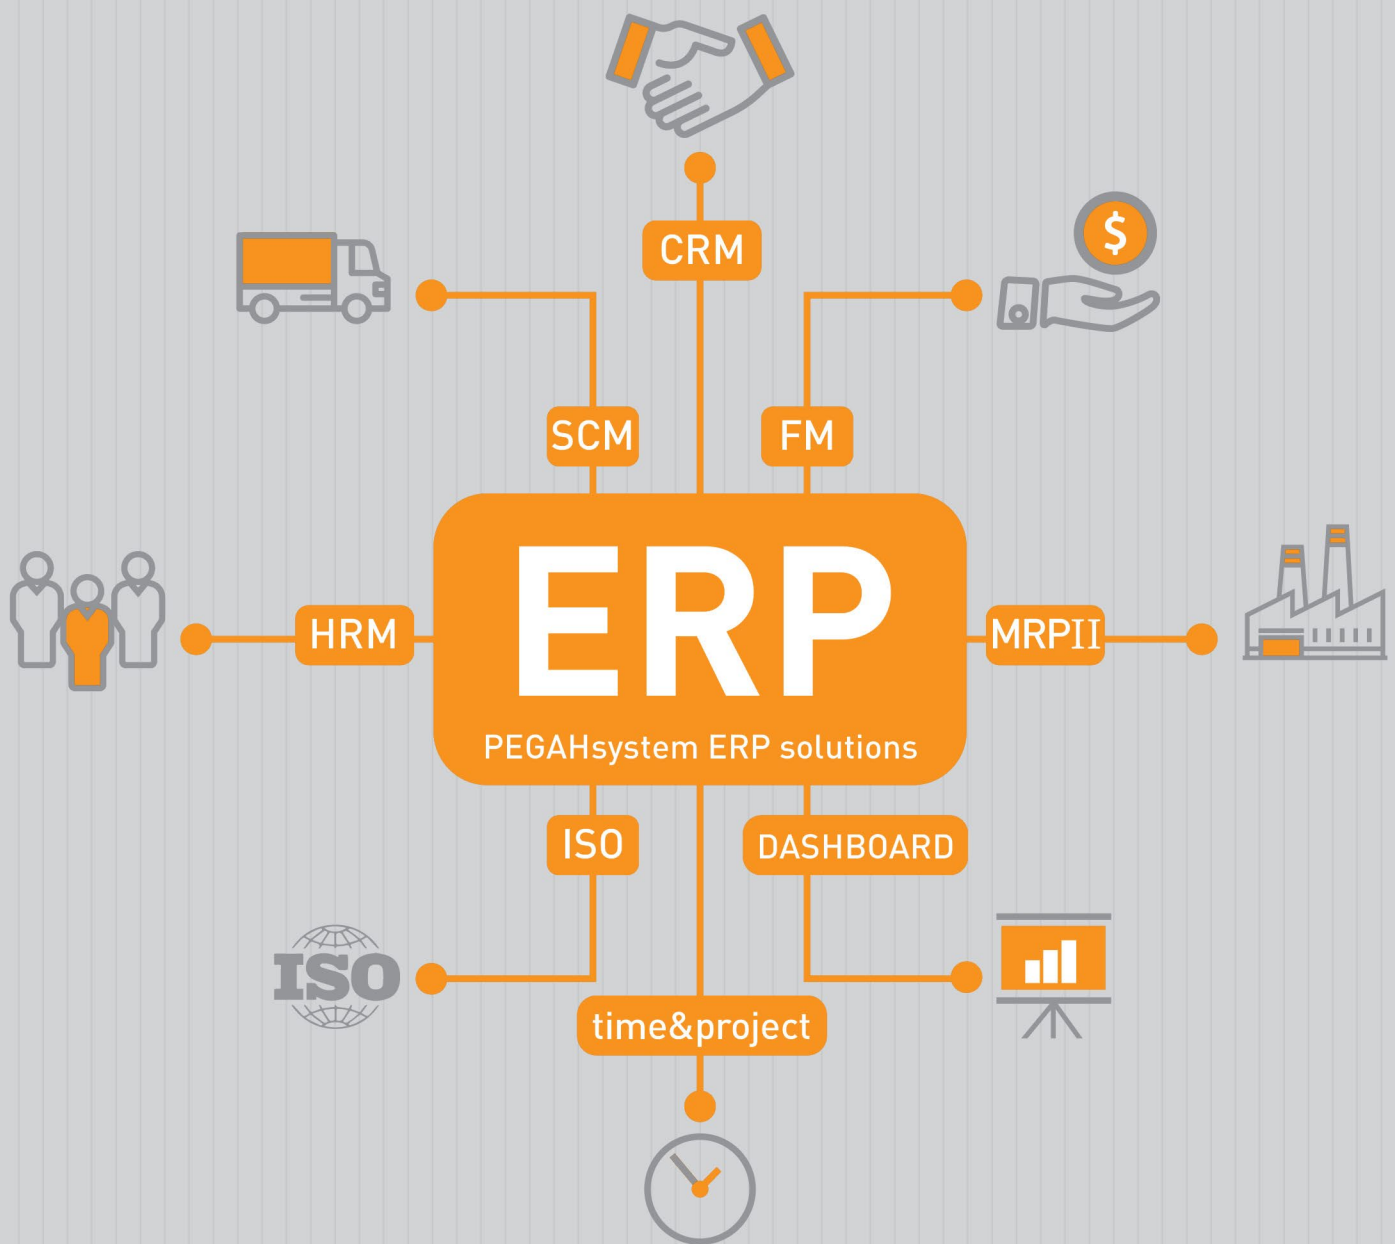 CRM
$
SCM
FM
ERP
PEGAHsystem ERP solutions
HRM
MRPII
ISO
DASHBOARD
ISO
time&project